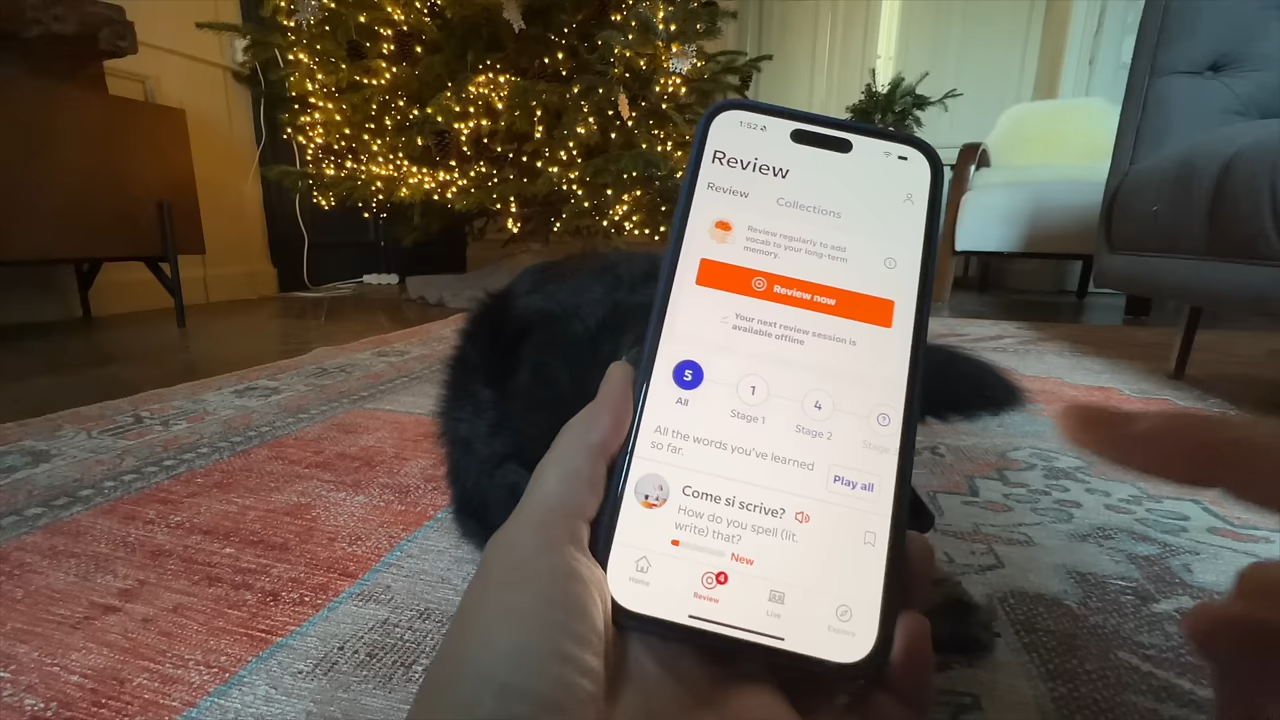 1:52
Review
Review
Collections
Review regularly to add
vocab to your long-term
memory.
Review now
Your next review session is
available offline
5
1
4
?
All
Stage 1
Stage 2
Stage
All the words you've learned
so far.
Play all
Come si scrive?
How do you spell (lit.
write) that?
New
4
Home
Review
Live
Explore